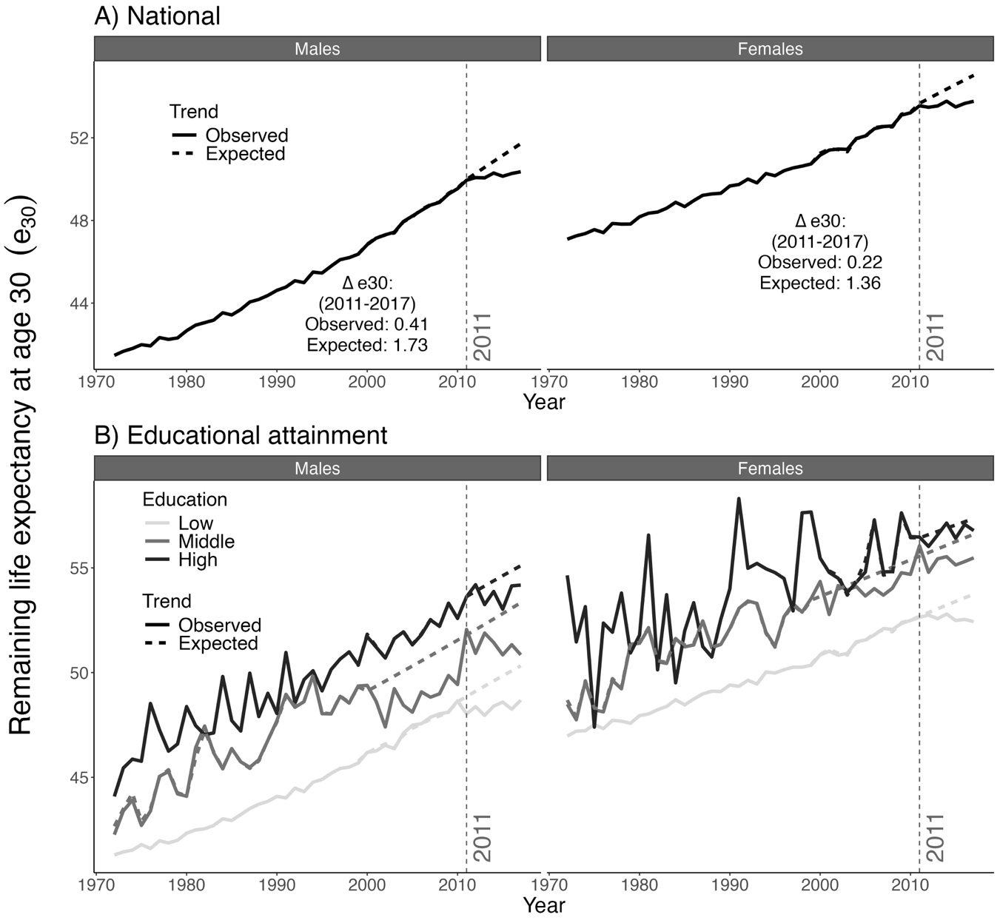 A) National
Males
Females
Trend
Observed
Expected
52
48
44
Δ e30:
(2011-2017)
Observed: 0.41
Expected: 1.73
2011
Δ e30:
(2011-2017)
Observed: 0.22
Expected: 1.36
2011
1970 1980 1990 2000 2010
1970 1980 1990 2000 2010
Year
Remaining life expectancy at age 30 (e30)
B) Educational attainment
Males
Females
Education
Low
Middle
High
Trend
Observed
Expected
55
50
45
2011
2011
1970 1980 1990 2000 2010
1970 1980 1990 2000 2010
Year